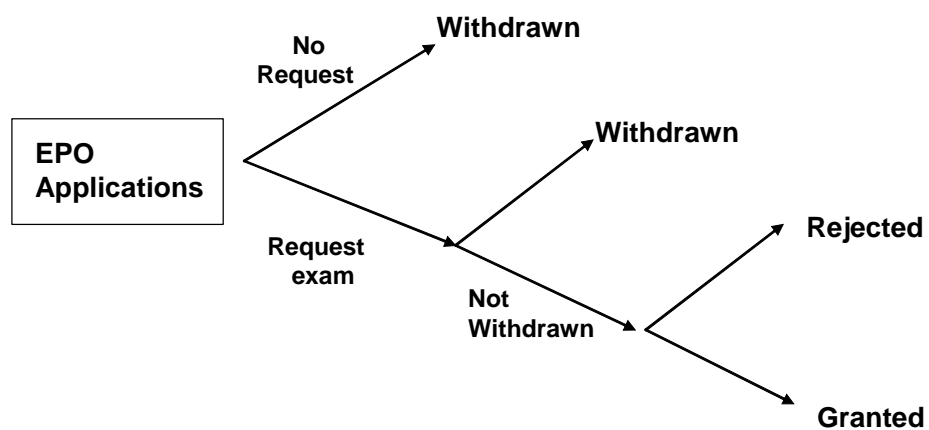 Withdrawn
No
Request
Withdrawn
EPO
Applications
Rejected
Request
exam
Not
Withdrawn
Granted